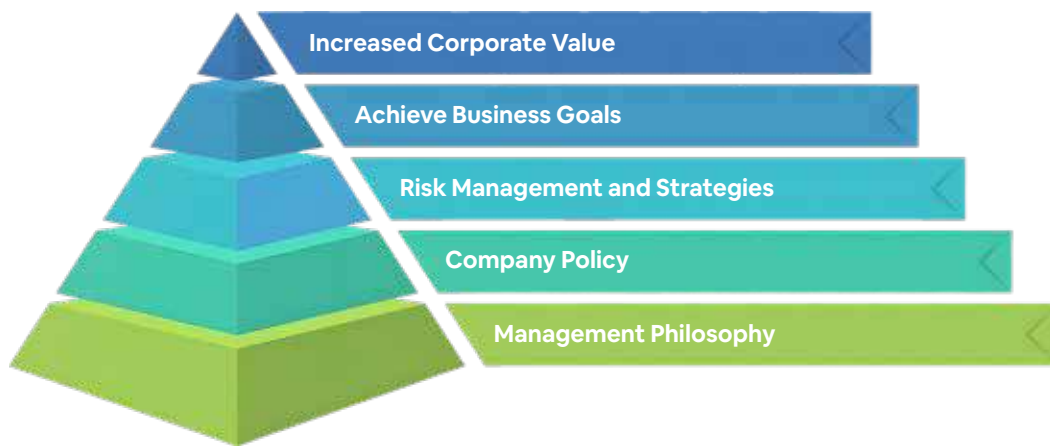 Increased Corporate Value
Achieve Business Goals
Risk Management and Strategies
Company Policy
Management Philosophy